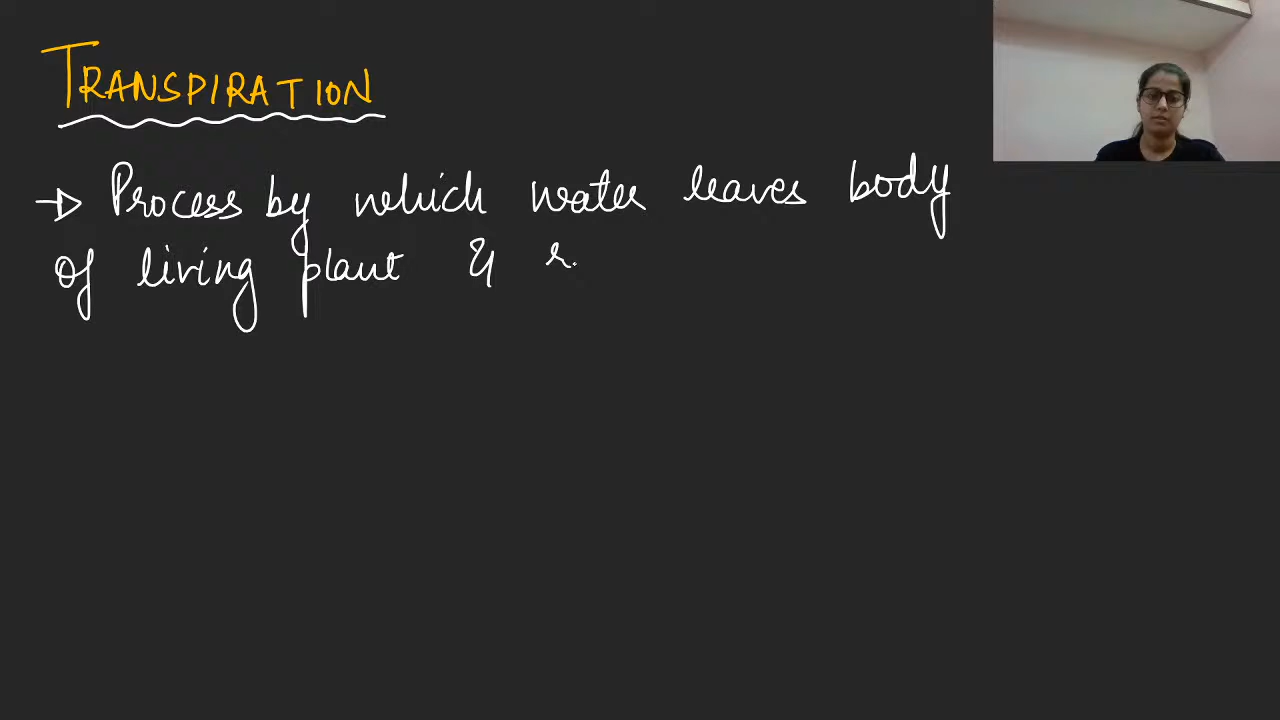 TRANSPIRATION
→ Process by which water leaves body
of living plant & r